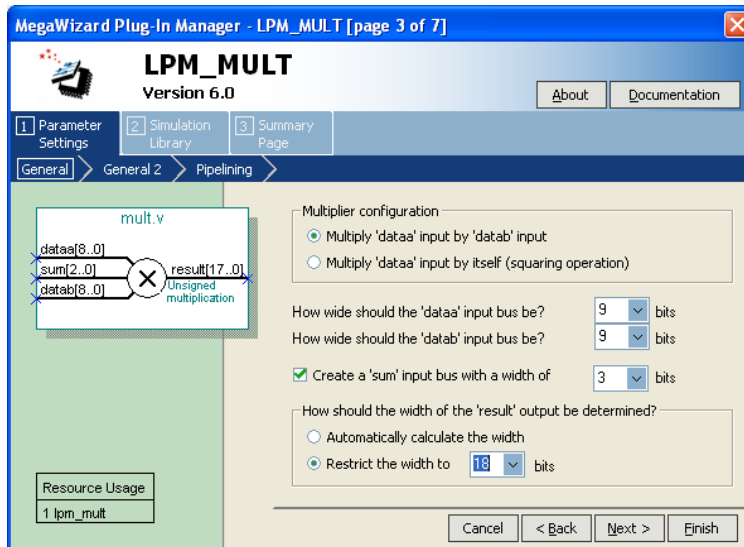 MegaWizard Plug-In Manager - LPM_MULT [page 3 of 7]
LPM_MULT
Version 6.0
About
Documentation
1 Parameter Settings
2 Simulation Library
3 Summary Page
General
General 2
Pipelining
mult.v
dataa[8..0]
sum[2..0]
datab[8..0]
result[17..0]
Unsigned
multiplication
Resource Usage
1 lpm_mult
Multiplier configuration
Multiply 'dataa' input by 'datab' input
Multiply 'dataa' input by itself (squaring operation)
How wide should the 'dataa' input bus be? 9 bits
How wide should the 'datab' input bus be? 9 bits
Create a 'sum' input bus with a width of 3 bits
How should the width of the 'result' output be determined?
Automatically calculate the width
Restrict the width to 18 bits
Cancel
< Back
Next >
Finish